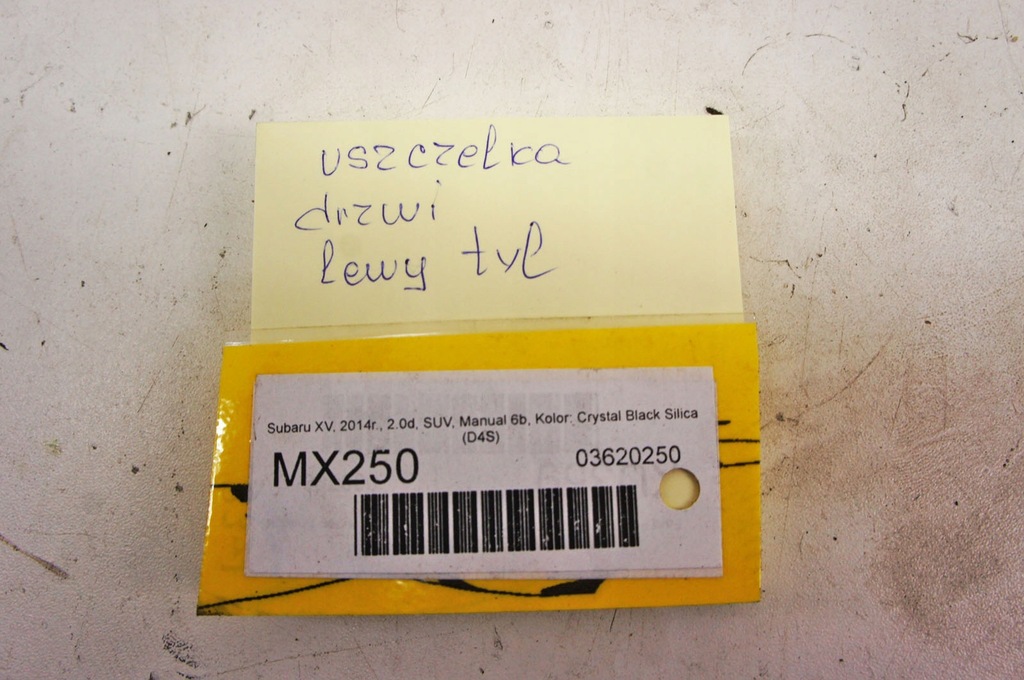 uszczelka
drzwi
lewy tył
Subaru XV, 2014r., 2.0d, SUV, Manual 6b, Kolor: Crystal Black Silica
(D4S)
MX250
03620250